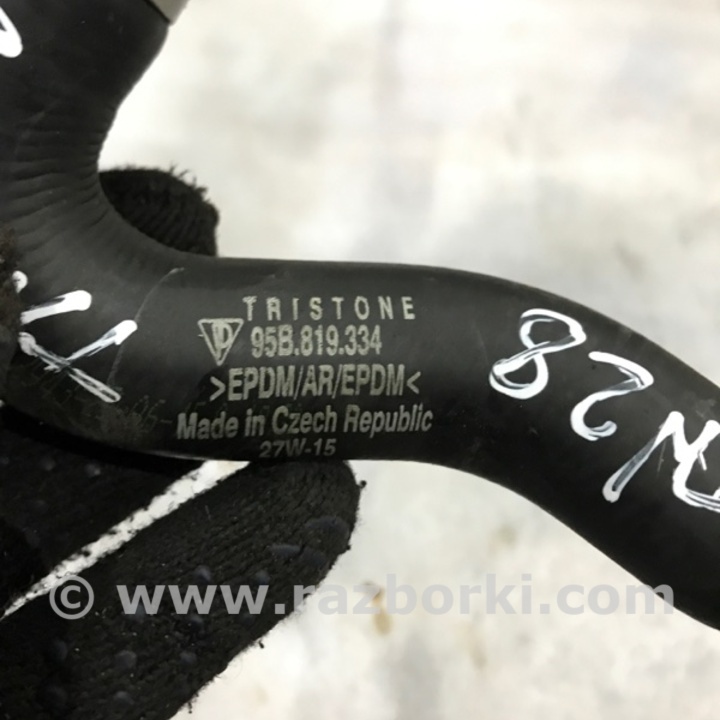 TRISTONE
95B.819.334
>EPDM/AR/EPDM<
Made in Czech Republic
27W-15
© www.razborki.com